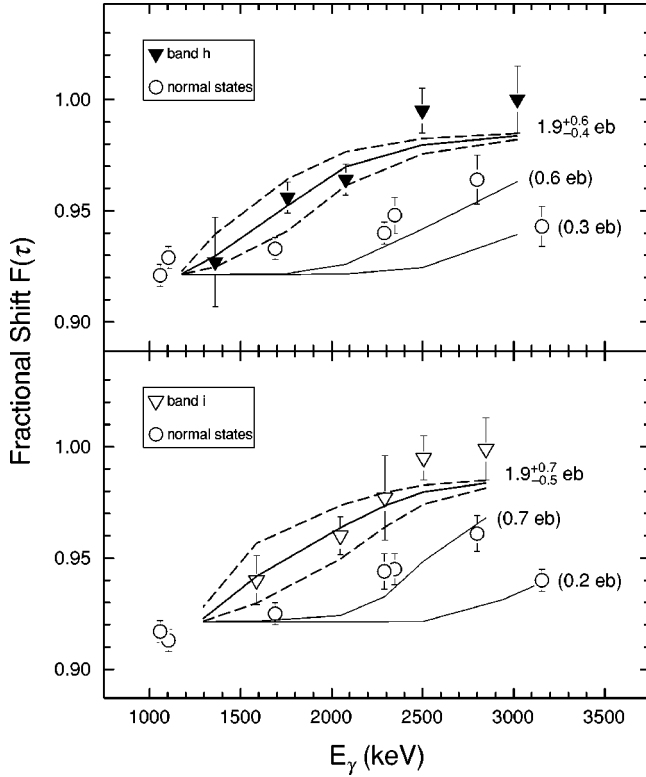 band h
normal states
1.00
0.95
0.90
1.9 +0.6 -0.4 eb
(0.6 eb)
(0.3 eb)
Fractional Shift F(τ)
band i
normal states
1.00
0.95
0.90
1.9 +0.7 -0.5 eb
(0.7 eb)
(0.2 eb)
1000 1500 2000 2500 3000 3500
Eγ (keV)